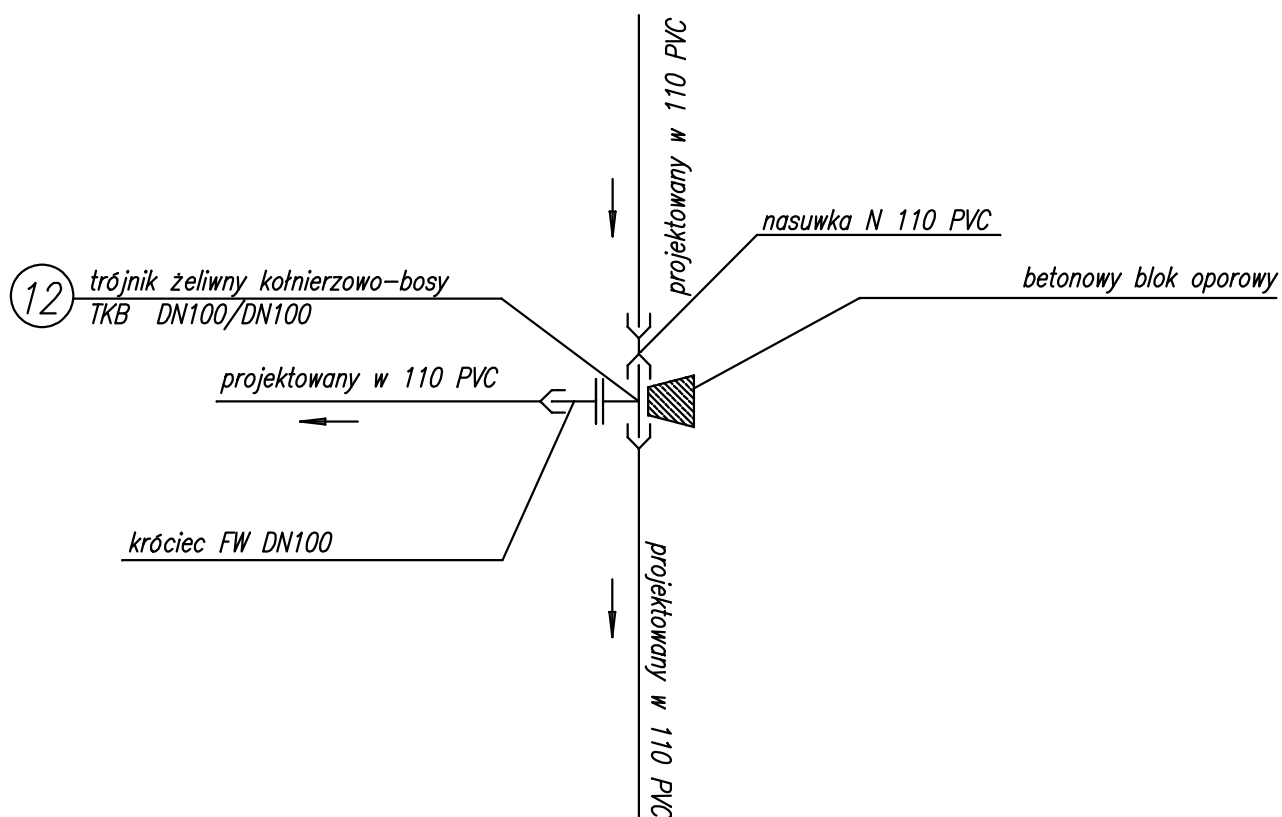 projektowany w 110 PVC
nasuwka N 110 PVC
betonowy blok oporowy
12
trójnik żeliwny kołnierzowo-bosy
TKB DN100/DN100
projektowany w 110 PVC
króciec FW DN100
projektowany w 110 PVC